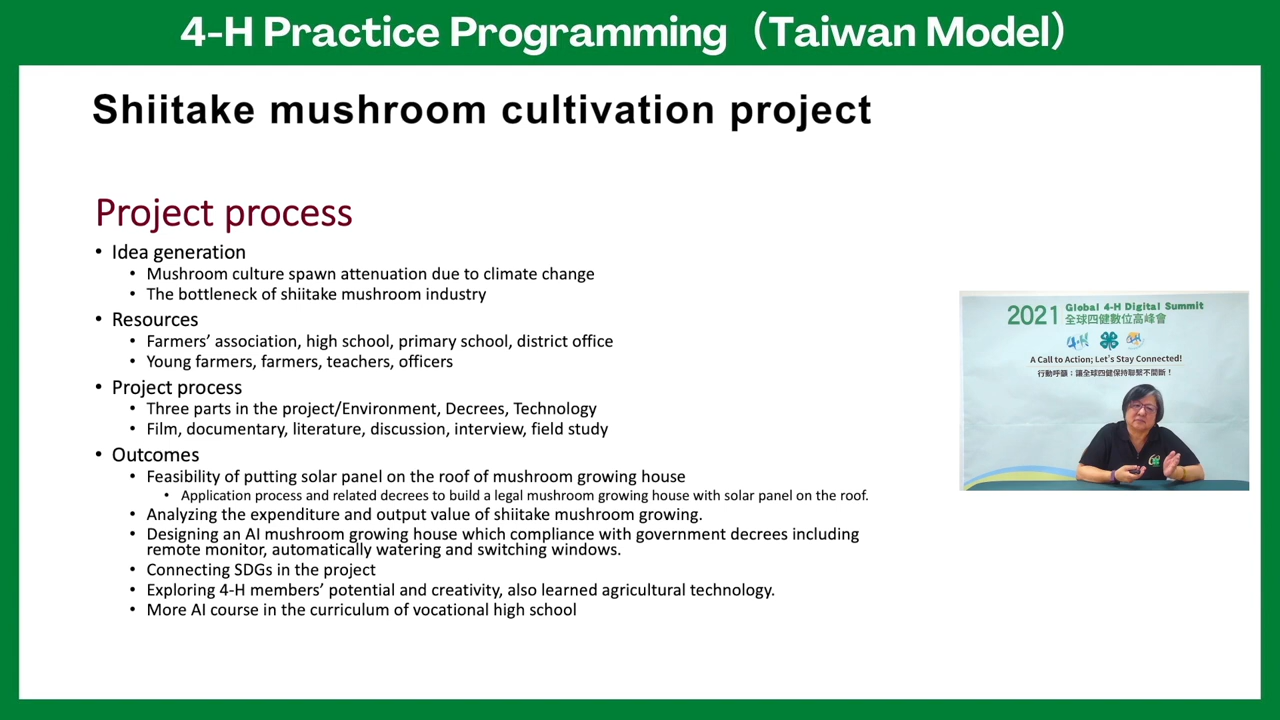 4-H Practice Programming（Taiwan Model）
Shiitake mushroom cultivation project
Project process
• Idea generation
• Mushroom culture spawn attenuation due to climate change
• The bottleneck of shiitake mushroom industry
• Resources
• Farmers’ association, high school, primary school, district office
• Young farmers, farmers, teachers, officers
• Project process
• Three parts in the project/Environment, Decrees, Technology
• Film, documentary, literature, discussion, interview, field study
• Outcomes
• Feasibility of putting solar panel on the roof of mushroom growing house
• Application process and related decrees to build a legal mushroom growing house with solar panel on the roof.
• Analyzing the expenditure and output value of shiitake mushroom growing.
• Designing an AI mushroom growing house which compliance with government decrees including
remote monitor, automatically watering and switching windows.
• Connecting SDGs in the project
• Exploring 4-H members’ potential and creativity, also learned agricultural technology.
• More AI course in the curriculum of vocational high school
2021 Global 4-H Digital Summit
全球四健數位高峰會
A Call to Action; Let's Stay Connected!
行動呼籲；讓全球四健保持聯繫不間斷！